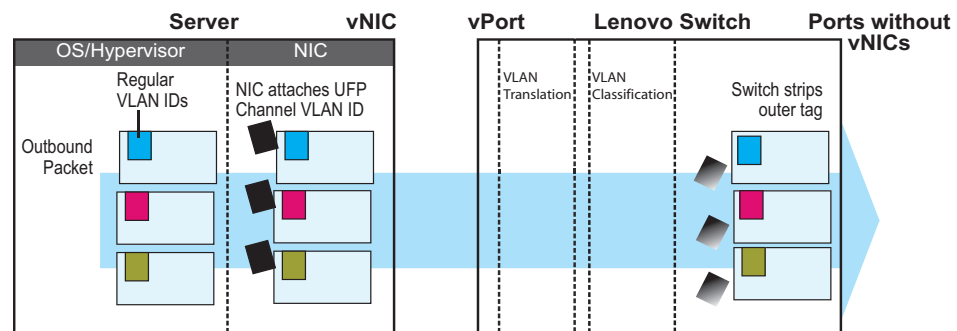 Server
vNIC
vPort
Lenovo Switch
Ports without
vNICs
OS/Hypervisor
NIC
Regular
VLAN IDs
NIC attaches UFP
Channel VLAN ID
VLAN
Translation
VLAN
Classification
Switch strips
outer tag
Outbound
Packet